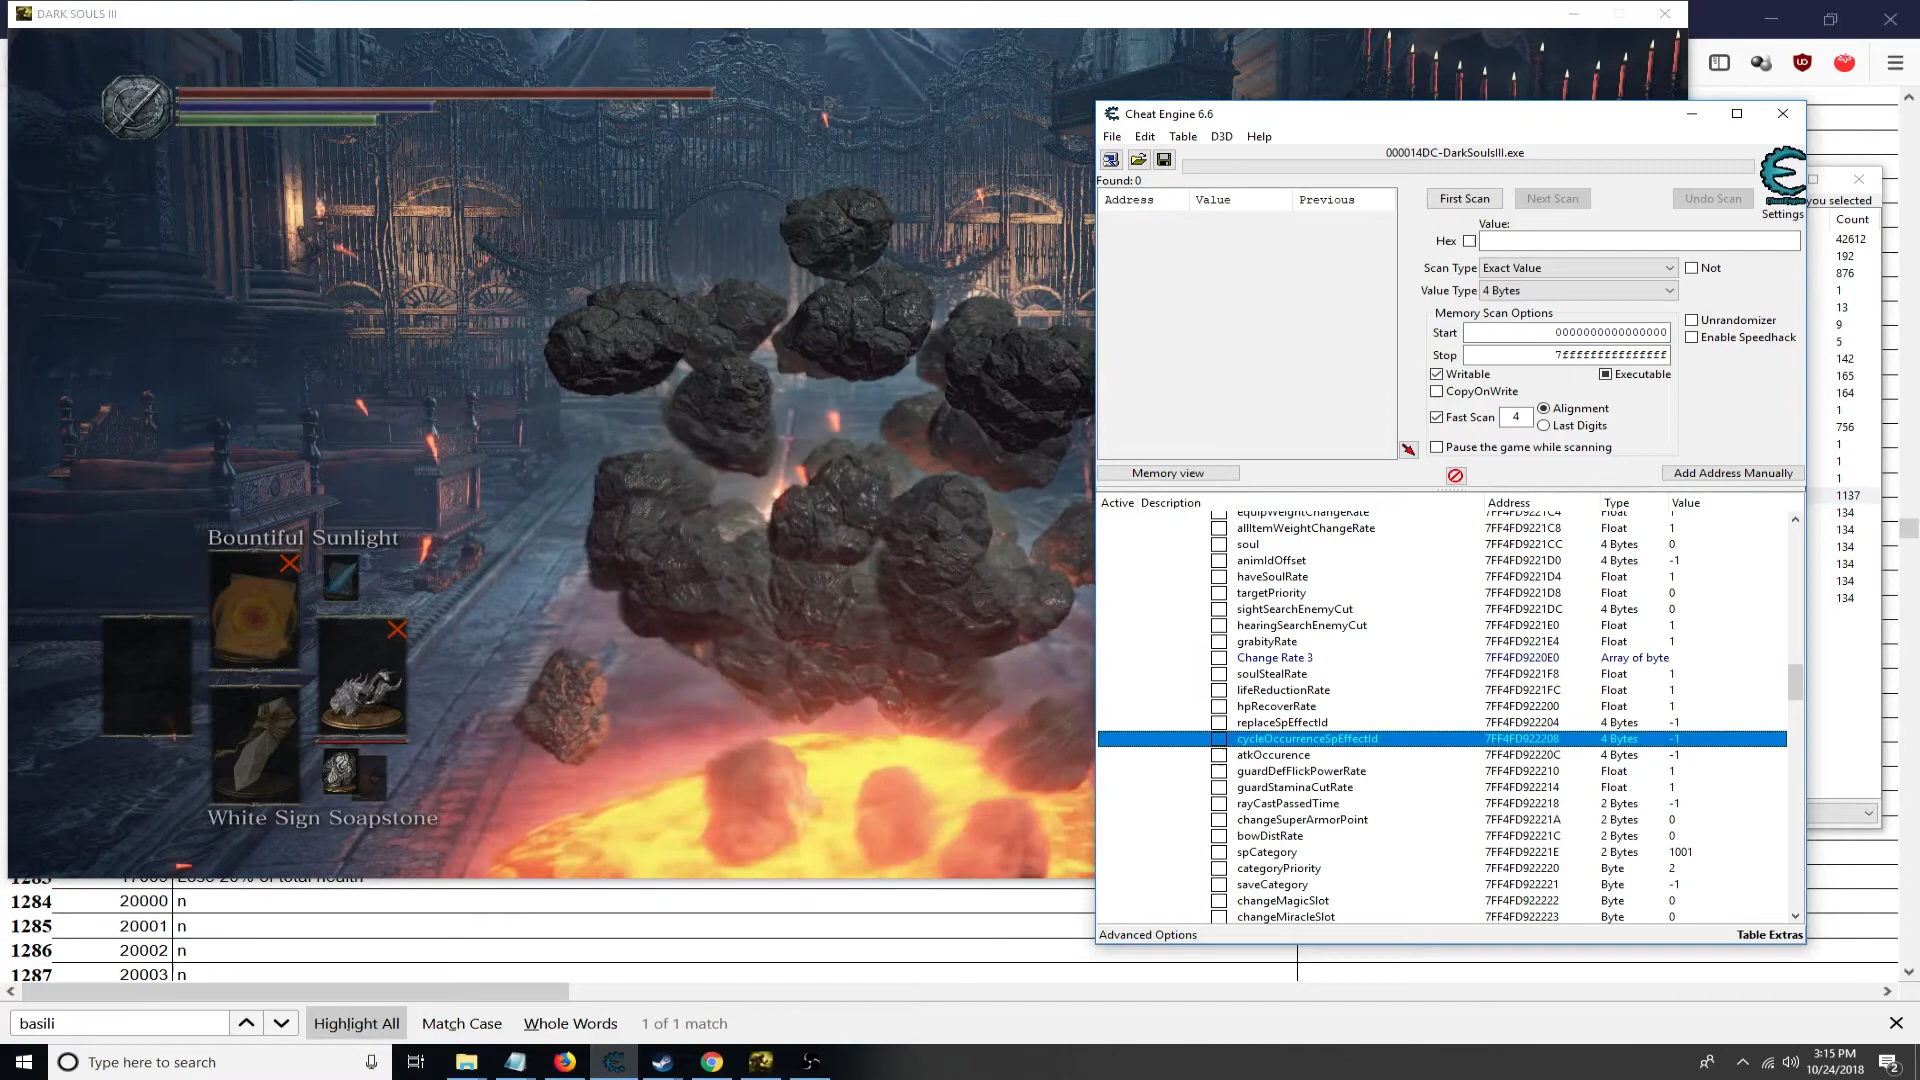 DARK SOULS III
Bountiful Sunlight
White Sign Soapstone
Cheat Engine 6.6
File Edit Table D3D Help
000014DC-DarkSoulsIII.exe
Found: 0
Address Value Previous
First Scan Next Scan Undo Scan
Settings
Value:
Hex
Scan Type Exact Value Not
Value Type 4 Bytes
Memory Scan Options
Start 0000000000000000
Stop 7fffffffffffffff
Unrandomizer
Enable Speedhack
Writable Executable
CopyOnWrite
Fast Scan 4 Alignment
Last Digits
Pause the game while scanning
Memory view Add Address Manually
Active Description Address Type Value
equipWeightChangeRate 7FF4FD9221C4 Float 1
allItemWeightChangeRate 7FF4FD9221C8 Float 1
soul 7FF4FD9221CC 4 Bytes 0
animIdOffset 7FF4FD9221D0 4 Bytes -1
haveSoulRate 7FF4FD9221D4 Float 1
targetPriority 7FF4FD9221D8 Float 0
sightSearchEnemyCut 7FF4FD9221DC 4 Bytes 0
hearingSearchEnemyCut 7FF4FD9221E0 Float 1
grabityRate 7FF4FD9221E4 Float 1
Change Rate 3 7FF4FD9220E0 Array of byte
soulStealRate 7FF4FD9221F8 Float 1
lifeReductionRate 7FF4FD9221FC Float 1
hpRecoverRate 7FF4FD922200 Float 1
replaceSpEffectId 7FF4FD922204 4 Bytes -1
cycleOccurrenceSpEffectId 7FF4FD922208 4 Bytes -1
atkOccurence 7FF4FD92220C 4 Bytes -1
guardDefFlickPowerRate 7FF4FD922210 Float 1
guardStaminaCutRate 7FF4FD922214 Float 1
rayCastPassedTime 7FF4FD922218 2 Bytes -1
changeSuperArmorPoint 7FF4FD92221A 2 Bytes 0
bowDistRate 7FF4FD92221C 2 Bytes 0
spCategory 7FF4FD92221E 2 Bytes 1001
categoryPriority 7FF4FD922220 Byte 2
saveCategory 7FF4FD922221 Byte -1
changeMagicSlot 7FF4FD922222 Byte 0
changeMiracleSlot 7FF4FD922223 Byte 0
Advanced Options Table Extras
you selected
Count
42612
192
876
1
13
9
5
142
165
164
1
756
1
1
1
1137
134
134
134
134
134
134
1284 20000 n
1285 20001 n
1286 20002 n
1287 20003 n
basili Highlight All Match Case Whole Words 1 of 1 match
Type here to search
3:15 PM
10/24/2018
2